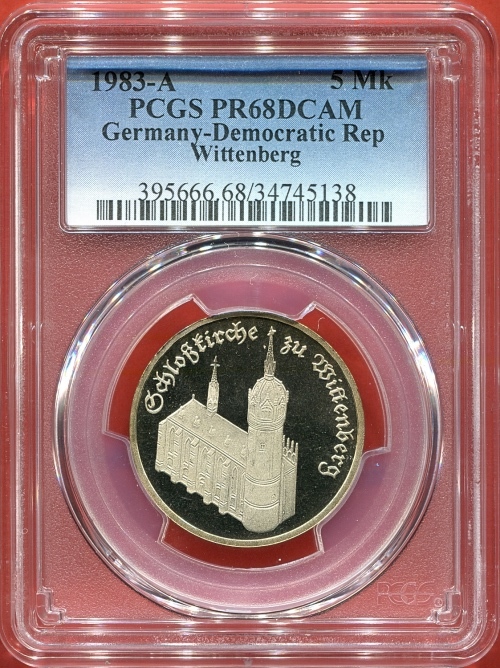 1983-A 5 Mk
PCGS PR68DCAM
Germany-Democratic Rep
Wittenberg
395666.68/34745138
Schloßkirche zu Wittenberg
PCGS